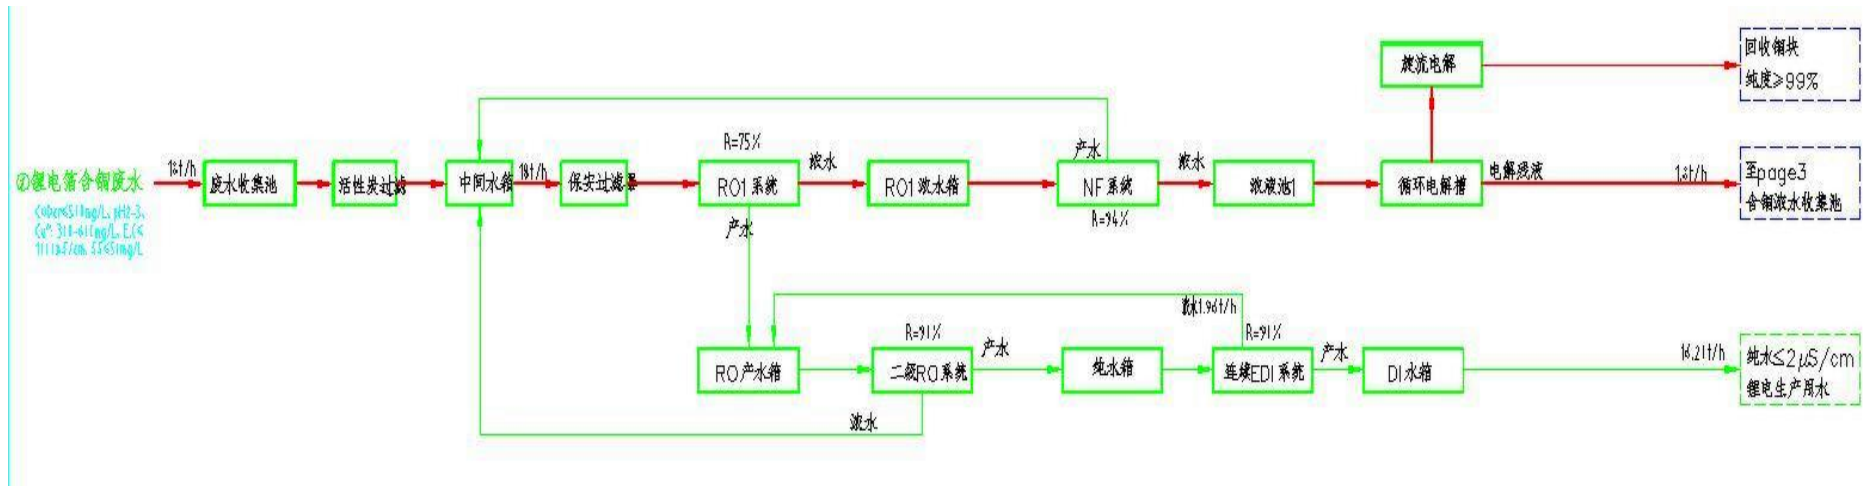 旋流电解
回收铜块
纯度≥99%
R=75%
产水
浓水
浓水
18t/h
18t/h
②锂电箔含铜废水
废水收集池
活性炭过滤
中间水箱
保安过滤器
RO1系统
RO1浓水箱
NF系统
浓液池1
循环电解槽
电解残液
1.8t/h
至page3
含铜浓水收集池
R=94%
产水
浓水1.96t/h
R=91%
R=91%
产水
产水
RO产水箱
二级RO系统
纯水箱
连续EDI系统
DI水箱
16.21t/h
纯水≤2μS/cm
锂电生产用水
浓水